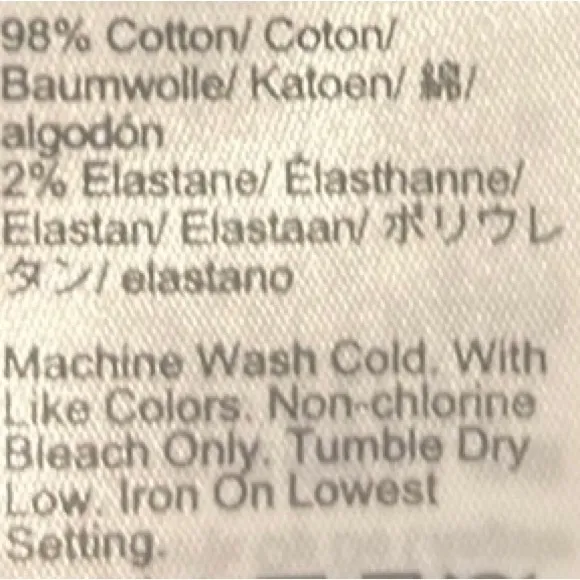 98% Cotton/ Coton/
Baumwolle/ Katoen/ 綿/
algodón
2% Elastane/ Élasthanne/
Elastan/ Elastaan/ ポリウレ
タン/ elastano
Machine Wash Cold. With
Like Colors. Non-chlorine
Bleach Only. Tumble Dry
Low. Iron On Lowest
Setting.